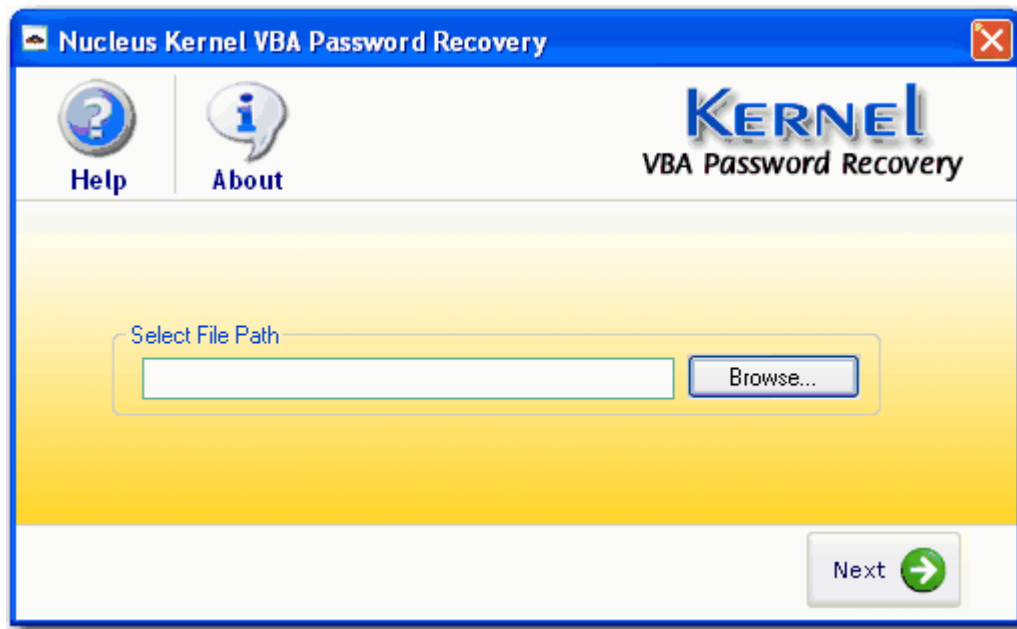 Nucleus Kernel VBA Password Recovery
Help
About
KERNEl
VBA Password Recovery
Select File Path
Browse...
Next